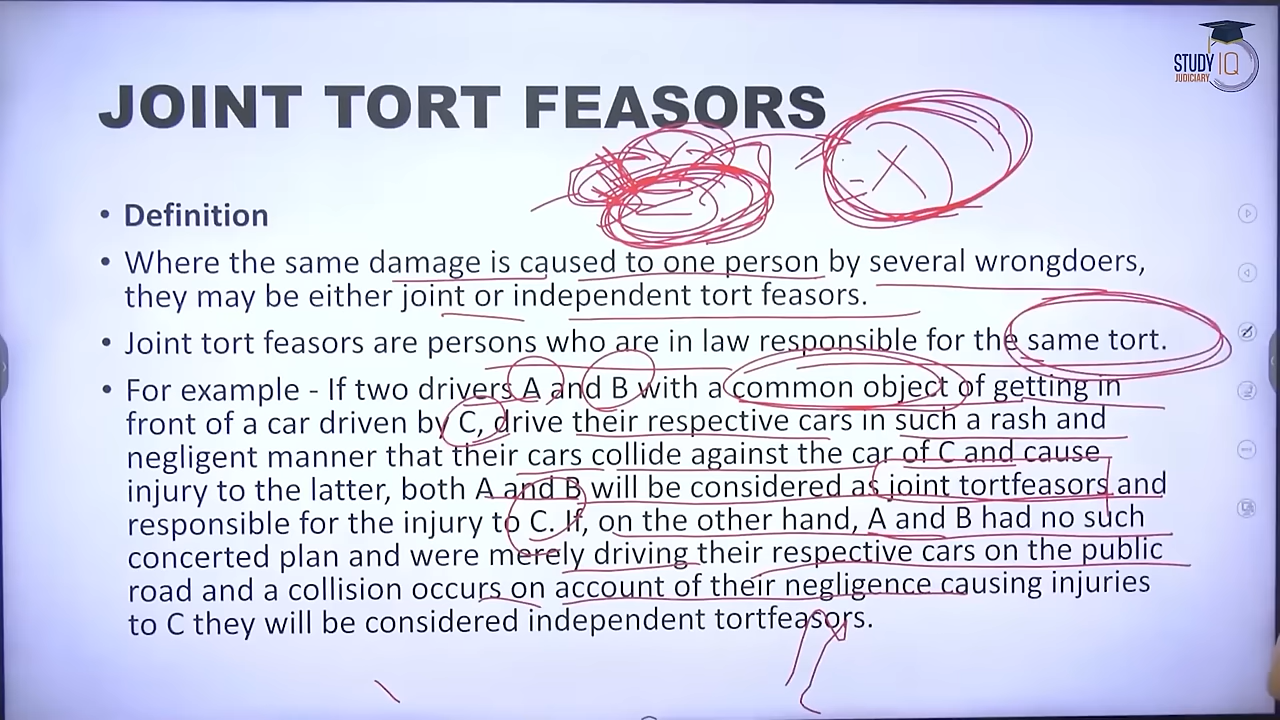 STUDY IQ
JUDICIARY
JOINT TORT FEASORS
X
• Definition
• Where the same damage is caused to one person by several wrongdoers,
they may be either joint or independent tort feasors.
• Joint tort feasors are persons who are in law responsible for the same tort.
• For example - If two drivers A and B with a common object of getting in
front of a car driven by C, drive their respective cars in such a rash and
negligent manner that their cars collide against the car of C and cause
injury to the latter, both A and B will be considered as joint tortfeasors and
responsible for the injury to C. If, on the other hand, A and B had no such
concerted plan and were merely driving their respective cars on the public
road and a collision occurs on account of their negligence causing injuries
to C they will be considered independent tortfeasors.